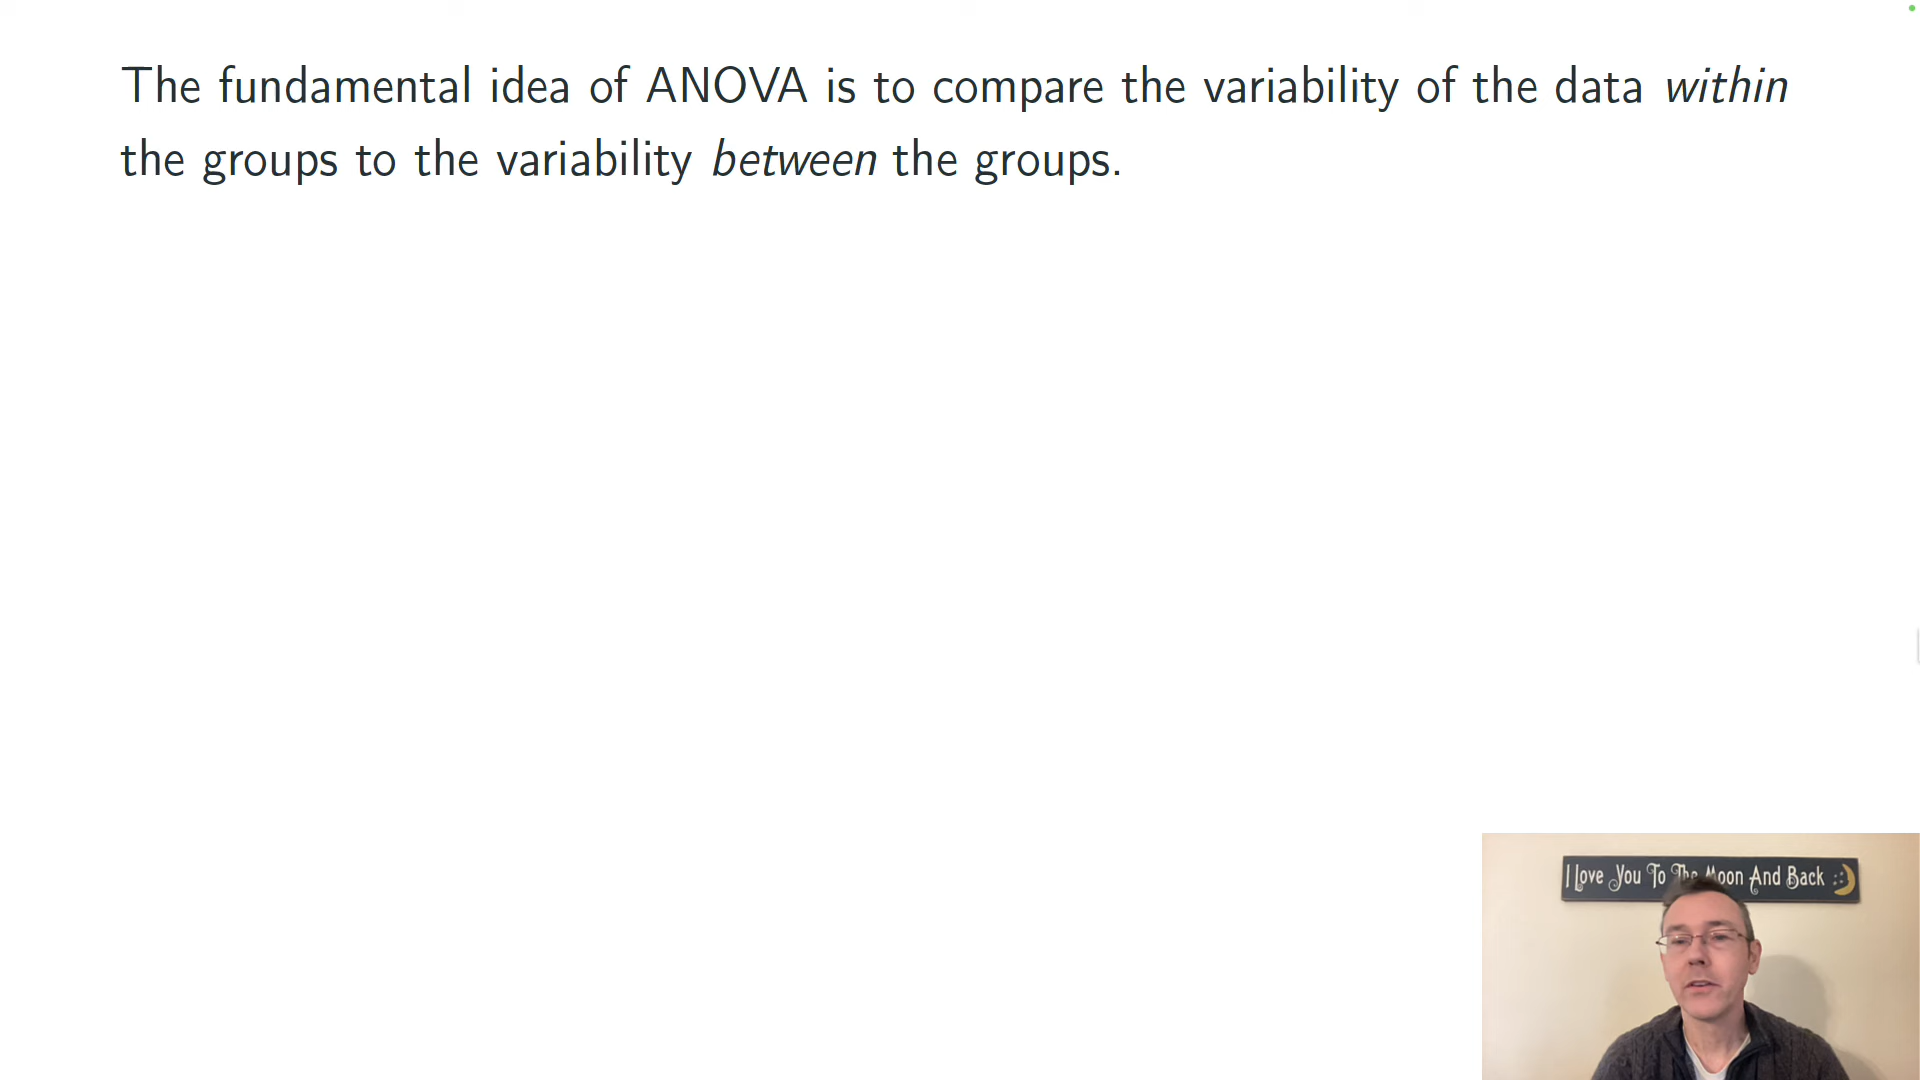 The fundamental idea of ANOVA is to compare the variability of the data within
the groups to the variability between the groups.
I Love You To The Moon And Back